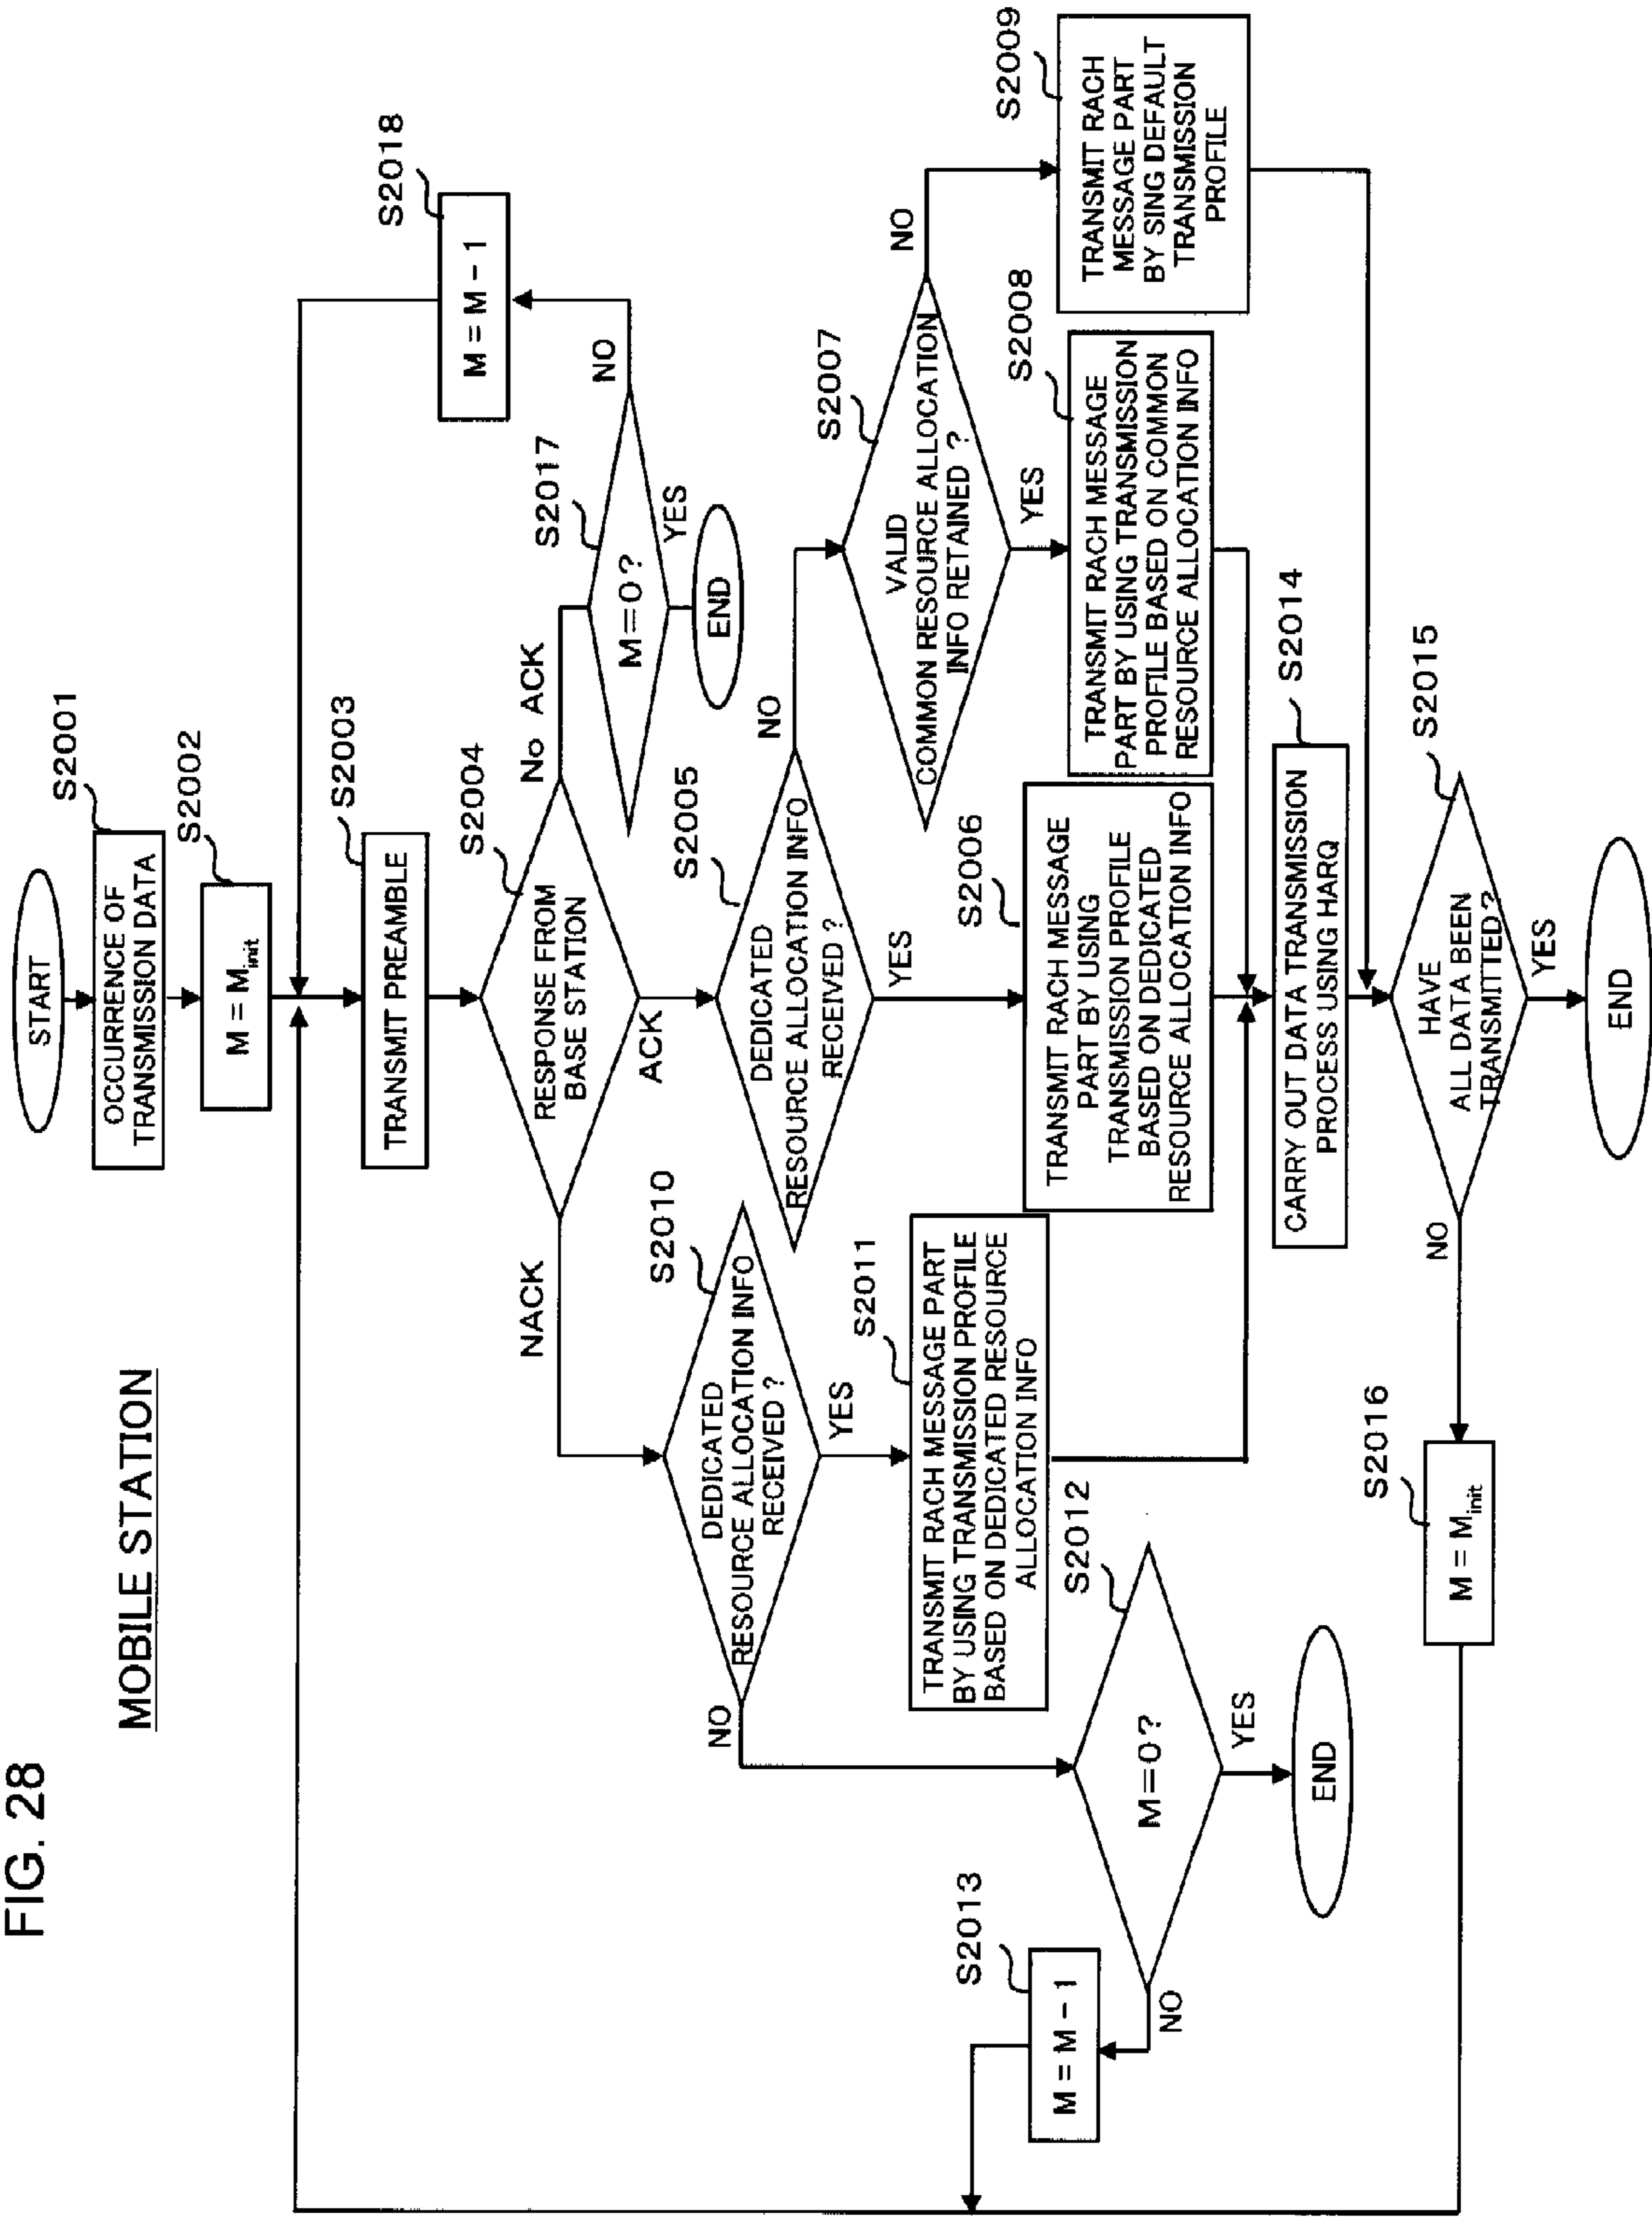 FIG. 28
MOBILE STATION
START
S2001
OCCURRENCE OF
TRANSMISSION DATA
S2002
M = Minit
S2003
TRANSMIT PREAMBLE
S2004
RESPONSE FROM
BASE STATION
NACK
ACK
No ACK
S2017
M=0?
YES
NO
END
S2018
M = M - 1
S2005
DEDICATED
RESOURCE ALLOCATION INFO
RECEIVED ?
YES
NO
S2006
TRANSMIT RACH MESSAGE
PART BY USING
TRANSMISSION PROFILE
BASED ON DEDICATED
RESOURCE ALLOCATION INFO
S2007
VALID
COMMON RESOURCE ALLOCATION
INFO RETAINED ?
YES
NO
S2008
TRANSMIT RACH MESSAGE
PART BY USING TRANSMISSION
PROFILE BASED ON COMMON
RESOURCE ALLOCATION INFO
S2009
TRANSMIT RACH
MESSAGE PART
BY SING DEFAULT
TRANSMISSION
PROFILE
S2010
DEDICATED
RESOURCE ALLOCATION INFO
RECEIVED ?
YES
NO
S2011
TRANSMIT RACH MESSAGE PART
BY USING TRANSMISSION PROFILE
BASED ON DEDICATED RESOURCE
ALLOCATION INFO
S2012
M=0?
YES
NO
END
S2013
M = M - 1
S2014
CARRY OUT DATA TRANSMISSION
PROCESS USING HARQ
S2015
HAVE
ALL DATA BEEN
TRANSMITTED ?
YES
NO
END
S2016
M = Minit